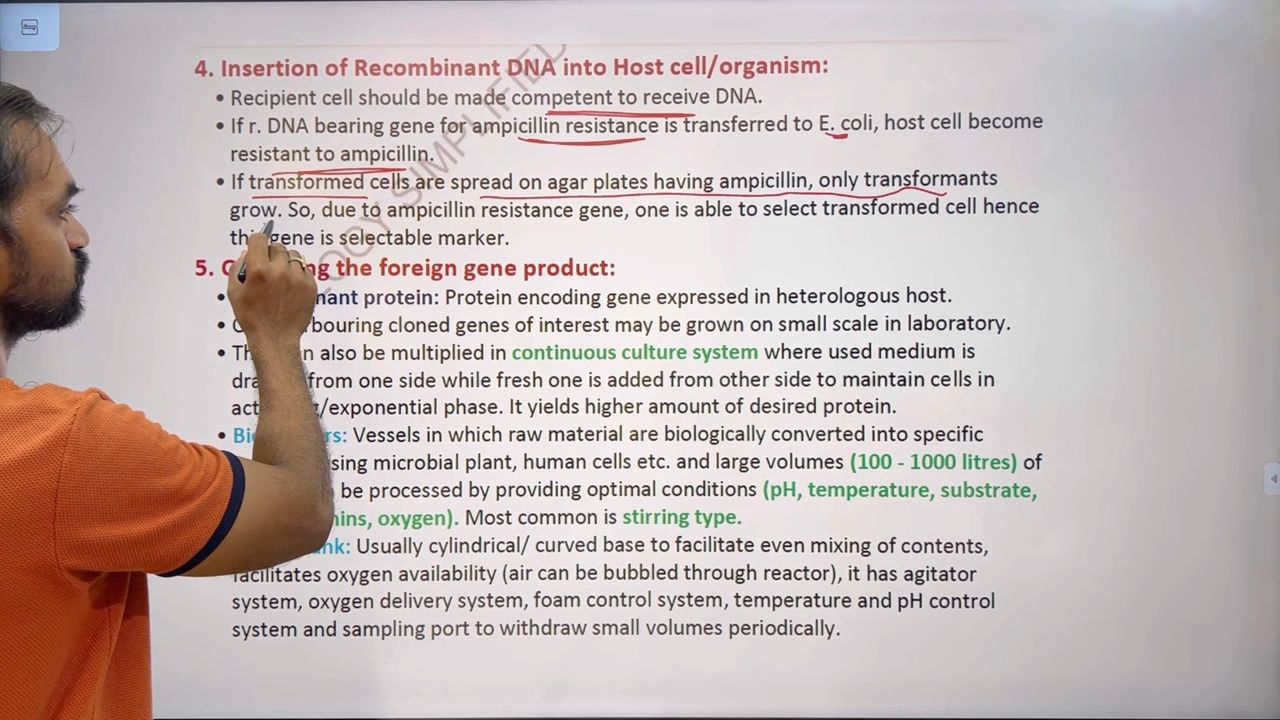 4. Insertion of Recombinant DNA into Host cell/organism:
• Recipient cell should be made competent to receive DNA.
• If r. DNA bearing gene for ampicillin resistance is transferred to E. coli, host cell become
resistant to ampicillin.
• If transformed cells are spread on agar plates having ampicillin, only transformants
grow. So, due to ampicillin resistance gene, one is able to select transformed cell hence
gene is selectable marker.
5. the foreign gene product:
• protein: Protein encoding gene expressed in heterologous host.
• cloned genes of interest may be grown on small scale in laboratory.
• also be multiplied in continuous culture system where used medium is
from one side while fresh one is added from other side to maintain cells in
/exponential phase. It yields higher amount of desired protein.
• Vessels in which raw material are biologically converted into specific
microbial plant, human cells etc. and large volumes (100 - 1000 litres) of
be processed by providing optimal conditions (pH, temperature, substrate,
oxygen). Most common is stirring type.
Usually cylindrical/ curved base to facilitate even mixing of contents,
facilitates oxygen availability (air can be bubbled through reactor), it has agitator
system, oxygen delivery system, foam control system, temperature and pH control
system and sampling port to withdraw small volumes periodically.
SIMPLIFIED